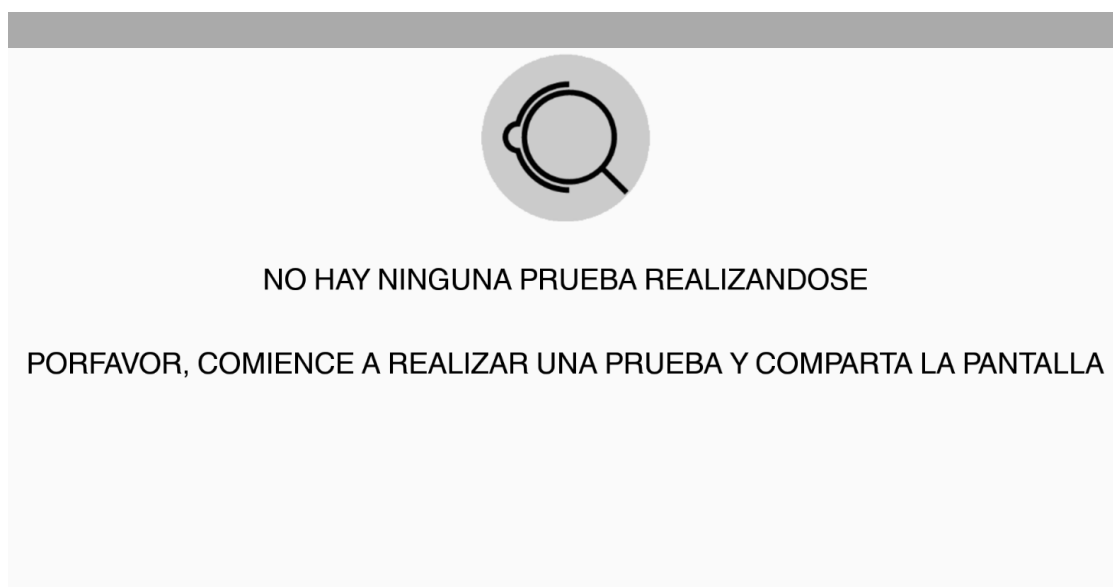 NO HAY NINGUNA PRUEBA REALIZANDOSE
PORFAVOR, COMIENCE A REALIZAR UNA PRUEBA Y COMPARTA LA PANTALLA